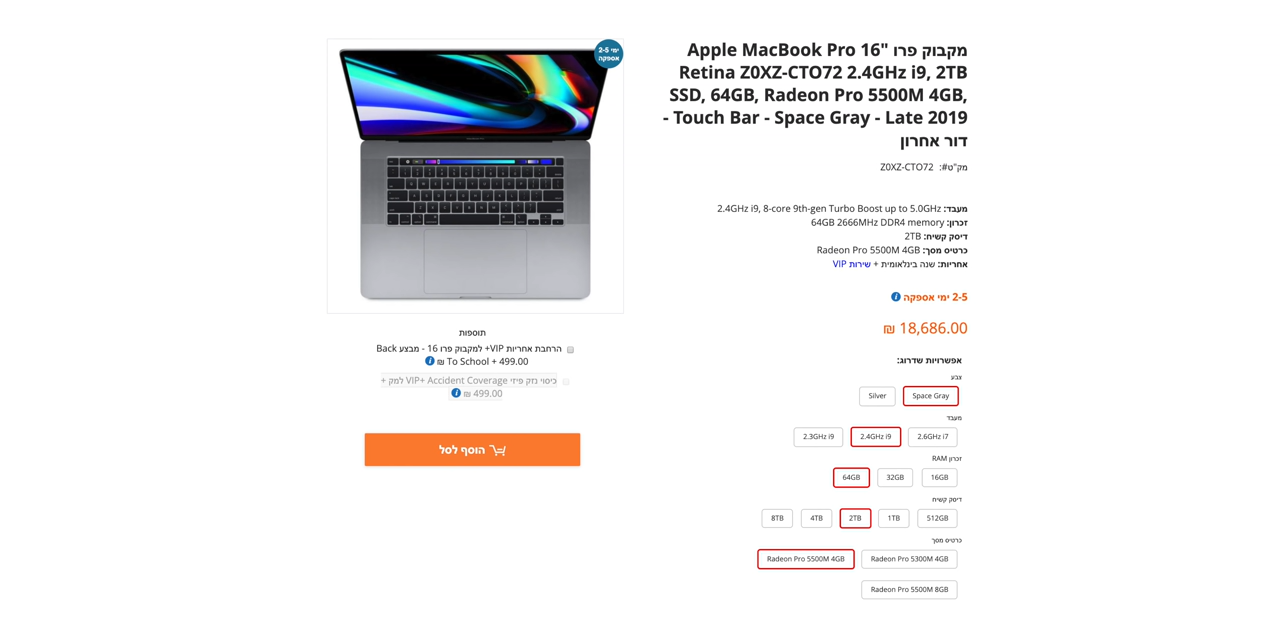 מקבוק פרו "16 Apple MacBook Pro
Retina Z0XZ-CTO72 2.4GHz i9, 2TB
SSD, 64GB, Radeon Pro 5500M 4GB,
Touch Bar - Space Gray - Late 2019 -
דור אחרון
מק"ט#: Z0XZ-CTO72
מעבד: 2.4GHz i9, 8-core 9th-gen Turbo Boost up to 5.0GHz
זכרון: 64GB 2666MHz DDR4 memory
דיסק קשיח: 2TB
כרטיס מסך: Radeon Pro 5500M 4GB
אחריות: שנה בינלאומית + שירות VIP
2-5 ימי אספקה
18,686.00 ₪
אפשרויות שדרוג:
צבע
Space Gray
Silver
מעבד
2.6GHz i7
2.4GHz i9
2.3GHz i9
זכרון RAM
16GB
32GB
64GB
דיסק קשיח
512GB
1TB
2TB
4TB
8TB
כרטיס מסך
Radeon Pro 5300M 4GB
Radeon Pro 5500M 4GB
Radeon Pro 5500M 8GB
2-5 ימי
אספקה
תוספות
הרחבת אחריות VIP+ למקבוק פרו 16 - מבצע Back
To School + 499.00 ₪
כיסוי נזק פיזי VIP+ Accident Coverage למק +
499.00 ₪
הוסף לסל